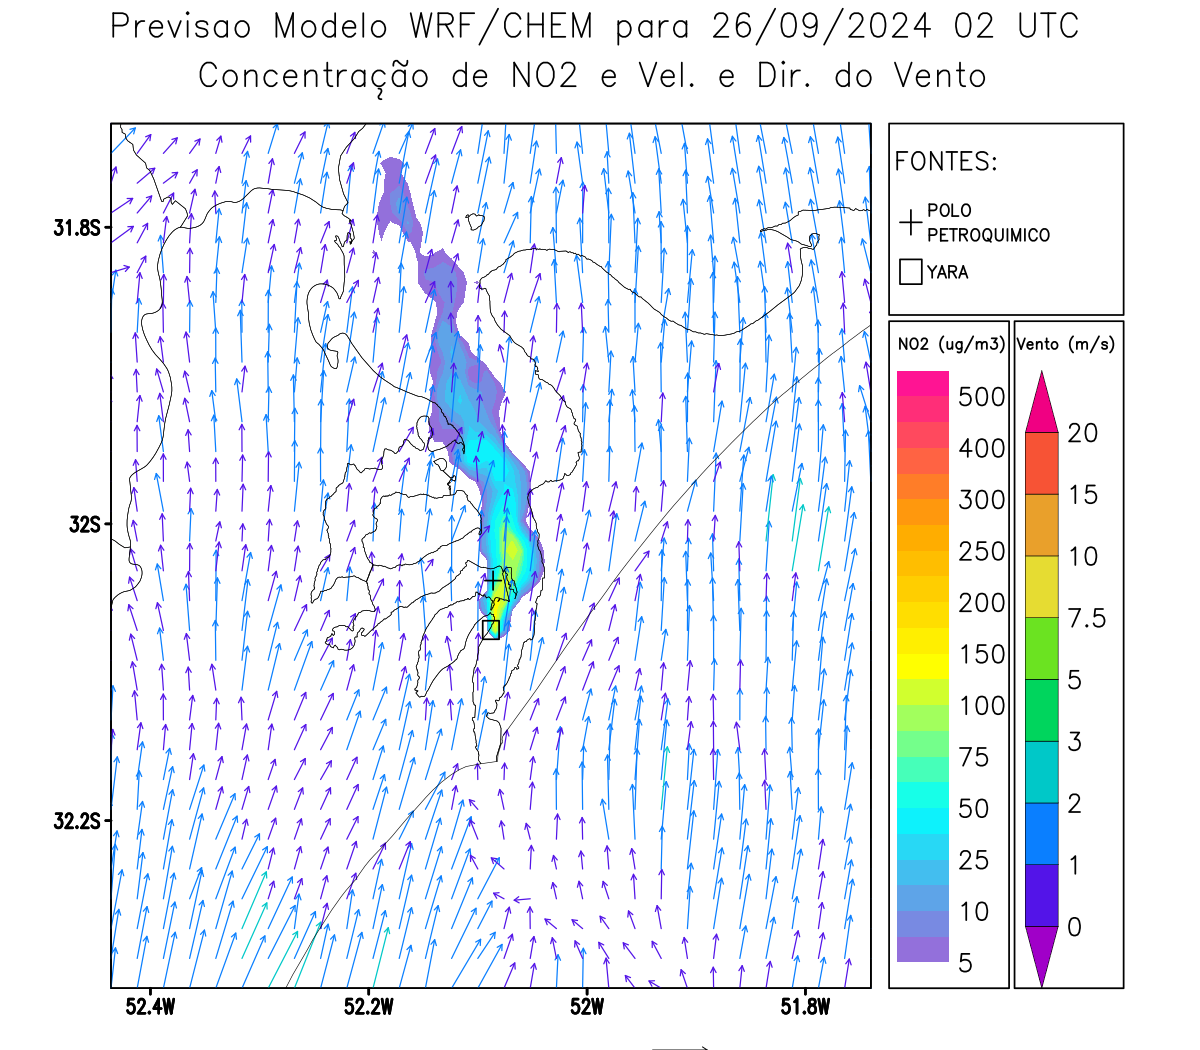 Previsao Modelo WRF/CHEM para 26/09/2024 02 UTC
Concentração de NO2 e Vel. e Dir. do Vento
FONTES:
POLO
PETROQUIMICO
YARA
NO2 (ug/m3)
500
400
300
250
200
150
100
75
50
25
10
5
Vento (m/s)
20
15
10
7.5
5
3
2
1
0
31.8S
32S
32.2S
52.4W
52.2W
52W
51.8W